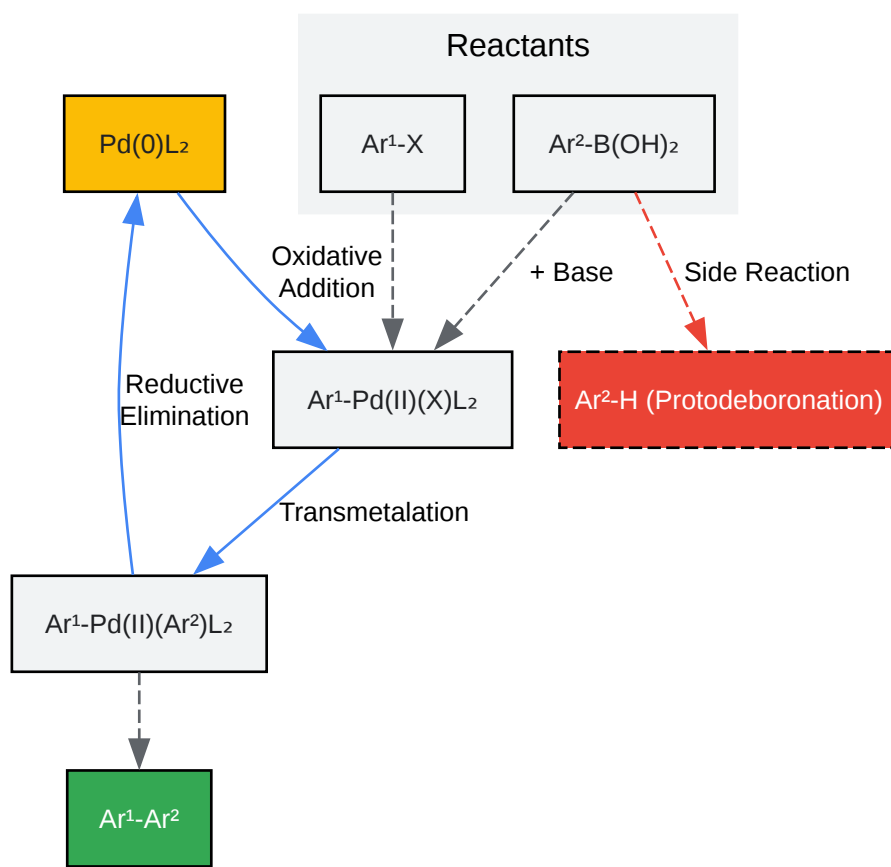 Reactants
Pd(0)L₂
Ar¹-X
Ar²-B(OH)₂
Oxidative
Addition
+ Base
Side Reaction
Reductive
Elimination
Ar¹-Pd(II)(X)L₂
Ar²-H (Protodeboronation)
Transmetalation
Ar¹-Pd(II)(Ar²)L₂
Ar¹-Ar²